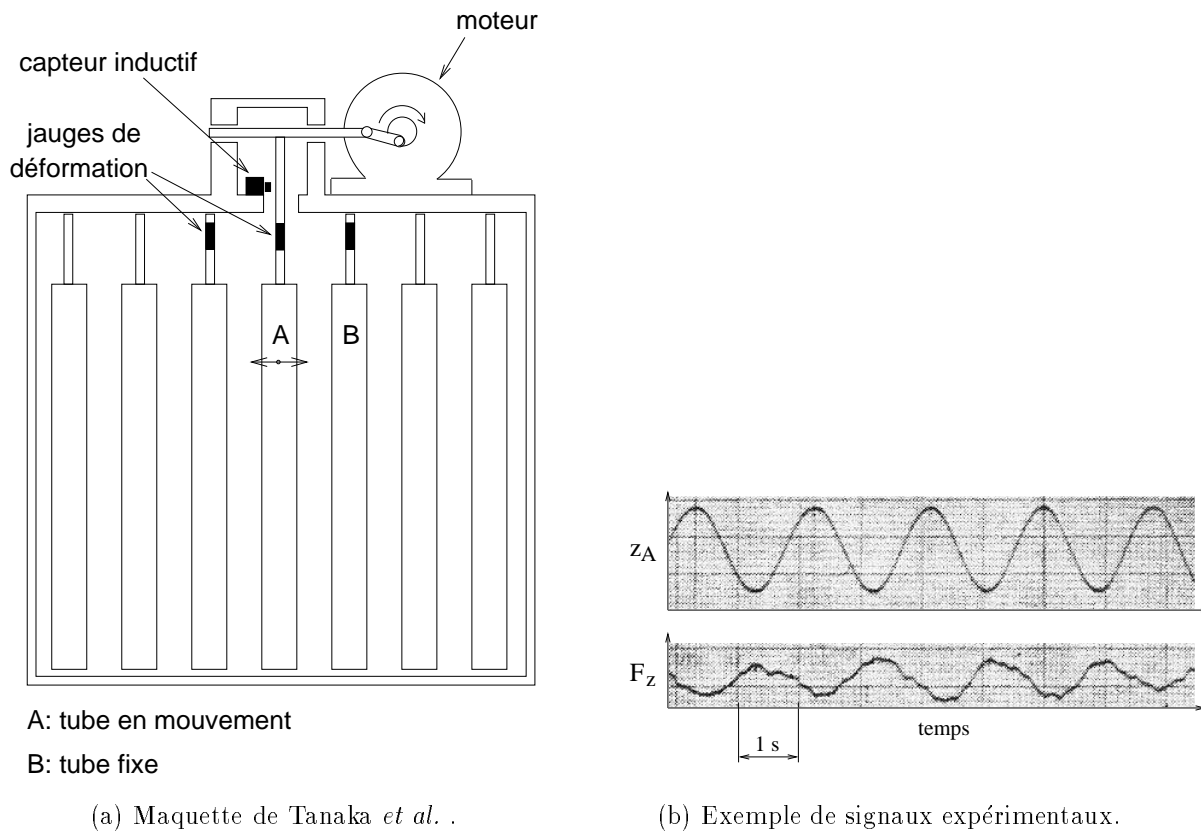 moteur
capteur inductif
jauges de
déformation
A
B
A: tube en mouvement
B: tube fixe
(a) Maquette de Tanaka et al. .
zA
Fz
temps
1 s
(b) Exemple de signaux expérimentaux.